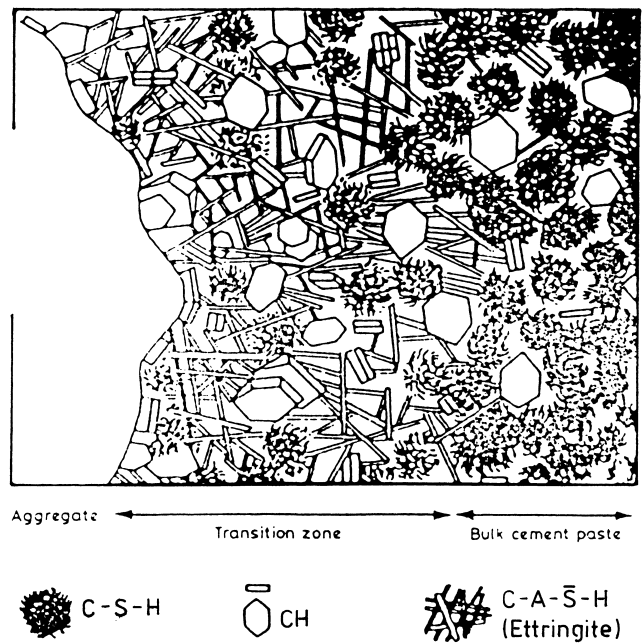 Aggregate
Transition zone
Bulk cement paste
C-S-H
CH
C-A-S̄-H
(Ettringite)